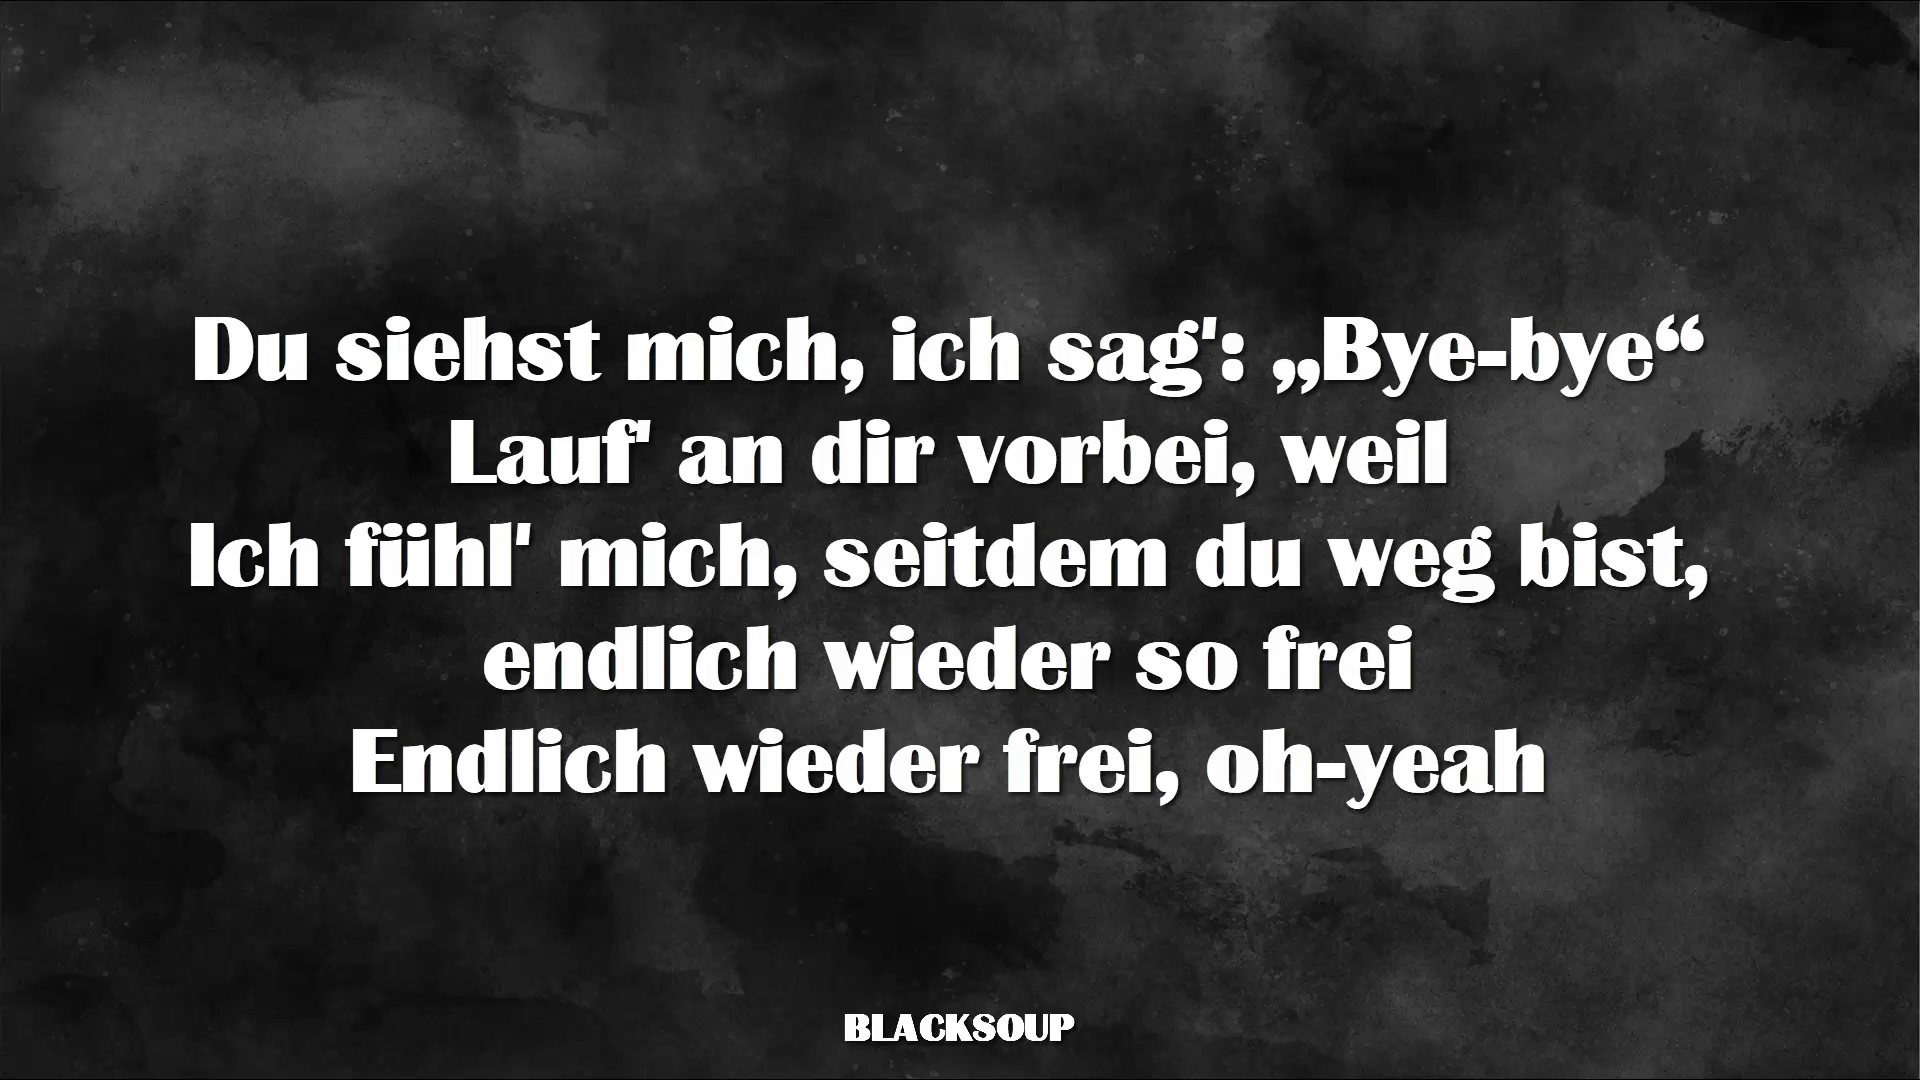 Du siehst mich, ich sag': „Bye-bye“
Lauf' an dir vorbei, weil
Ich fühl' mich, seitdem du weg bist,
endlich wieder so frei
Endlich wieder frei, oh-yeah
BLACKSOUP